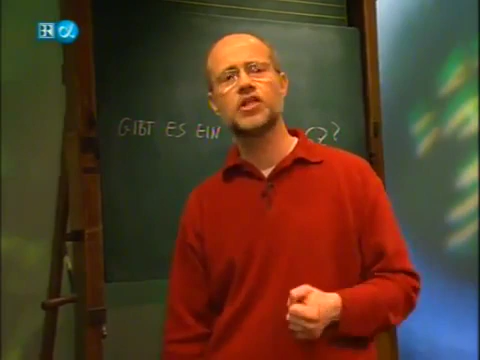 BR α
GIBT ES EIN Q?